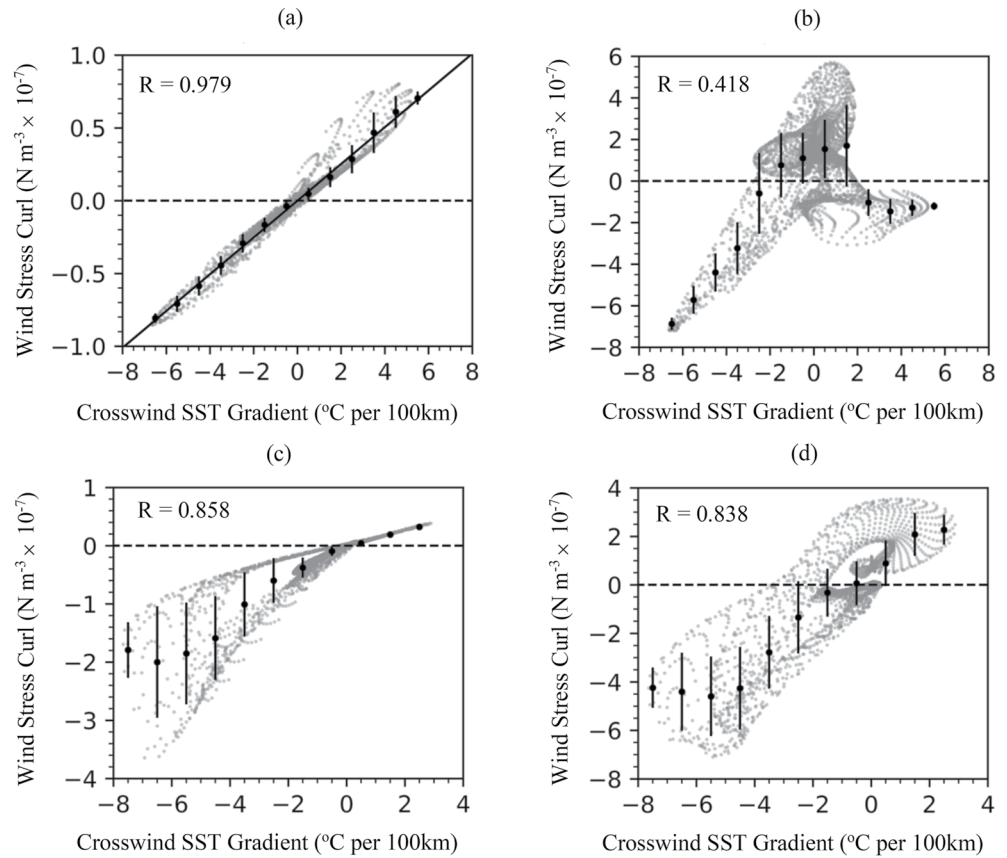 (a)
Wind Stress Curl (N m⁻³ × 10⁻⁷)
R = 0.979
1.0
0.5
0.0
−0.5
−1.0
−8 −6 −4 −2 0 2 4 6 8
Crosswind SST Gradient (ºC per 100km)
(b)
Wind Stress Curl (N m⁻³ × 10⁻⁷)
R = 0.418
6
4
2
0
−2
−4
−6
−8
−8 −6 −4 −2 0 2 4 6 8
Crosswind SST Gradient (ºC per 100km)
(c)
Wind Stress Curl (N m⁻³ × 10⁻⁷)
R = 0.858
1
0
−1
−2
−3
−4
−8 −6 −4 −2 0 2 4
Crosswind SST Gradient (ºC per 100km)
(d)
Wind Stress Curl (N m⁻³ × 10⁻⁷)
R = 0.838
4
2
0
−2
−4
−6
−8
−8 −6 −4 −2 0 2 4
Crosswind SST Gradient (ºC per 100km)